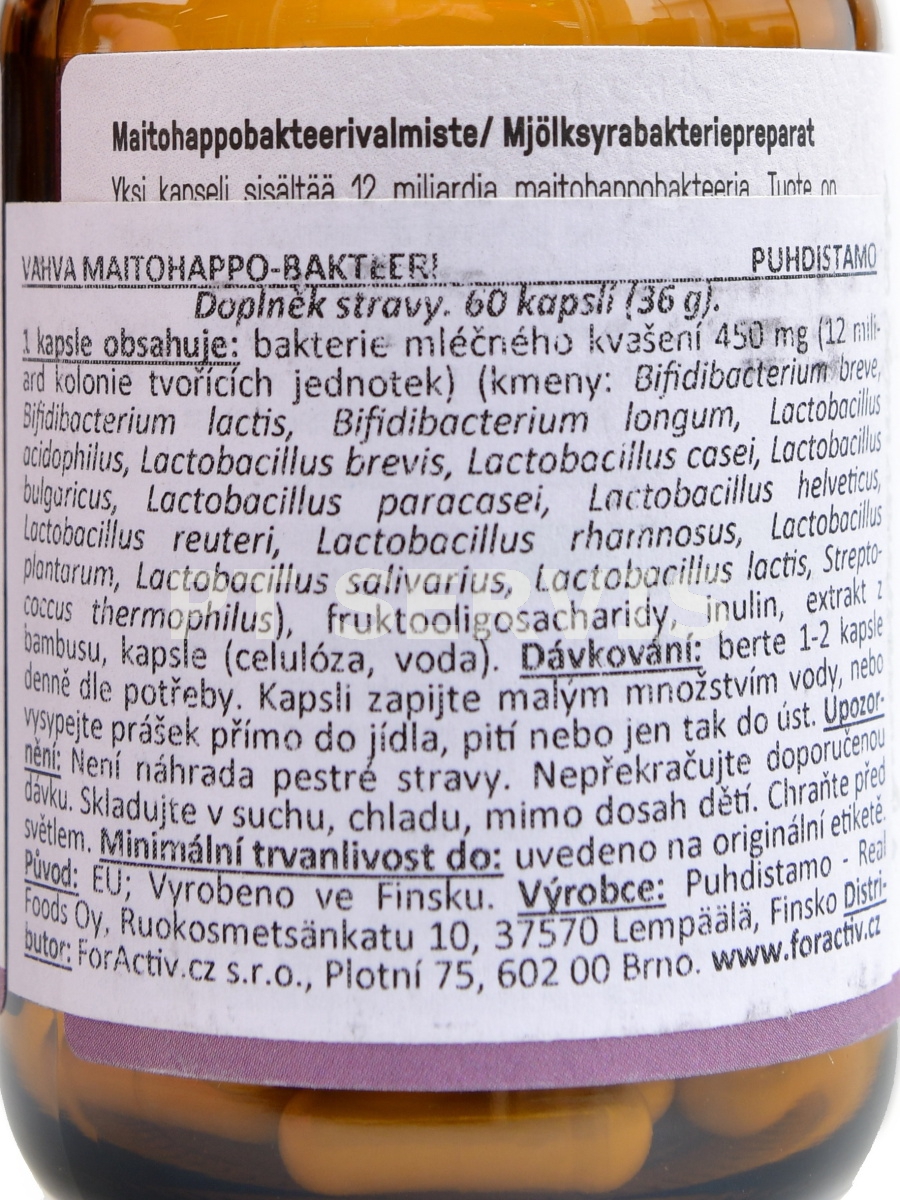 Maitohappobakteerivalmiste/ Mjölksyrabakteriepreparat
Yksi kapseli sisältää 12 miljardia maitohappobakteeria. Tuote on
VAHVA MAITOHAPPO-BAKTEERI PUHDISTAMO
Doplněk stravy. 60 kapslí (36 g).
1 kapsle obsahuje: bakterie mléčného kvašení 450 mg (12 mili-
ard kolonie tvořících jednotek) (kmeny: Bifidibacterium breve,
Bifidibacterium lactis, Bifidibacterium longum, Lactobacillus
acidophilus, Lactobacillus brevis, Lactobacillus casei, Lactobacillus
bulgaricus, Lactobacillus paracasei, Lactobacillus helveticus,
Lactobacillus reuteri, Lactobacillus rhamnosus, Lactobacillus
plantarum, Lactobacillus salivarius, Lactobacillus lactis, Strepto-
coccus thermophilus), fruktooligosacharidy, inulin, extrakt z
bambusu, kapsle (celulóza, voda). Dávkování: berte 1-2 kapsle
denně dle potřeby. Kapsli zapijte malým množstvím vody, nebo
vysypejte prášek přímo do jídla, pití nebo jen tak do úst. Upozor-
nění: Není náhrada pestré stravy. Nepřekračujte doporučenou
dávku. Skladujte v suchu, chladu, mimo dosah dětí. Chraňte před
světlem. Minimální trvanlivost do: uvedeno na originální etiketě.
Původ: EU; Vyrobeno ve Finsku. Výrobce: Puhdistamo - Real
Foods Oy, Ruokosmetsänkatu 10, 37570 Lempäälä, Finsko Distri-
butor: ForActiv.cz s.r.o., Plotní 75, 602 00 Brno. www.foractiv.cz
PT SERVIS